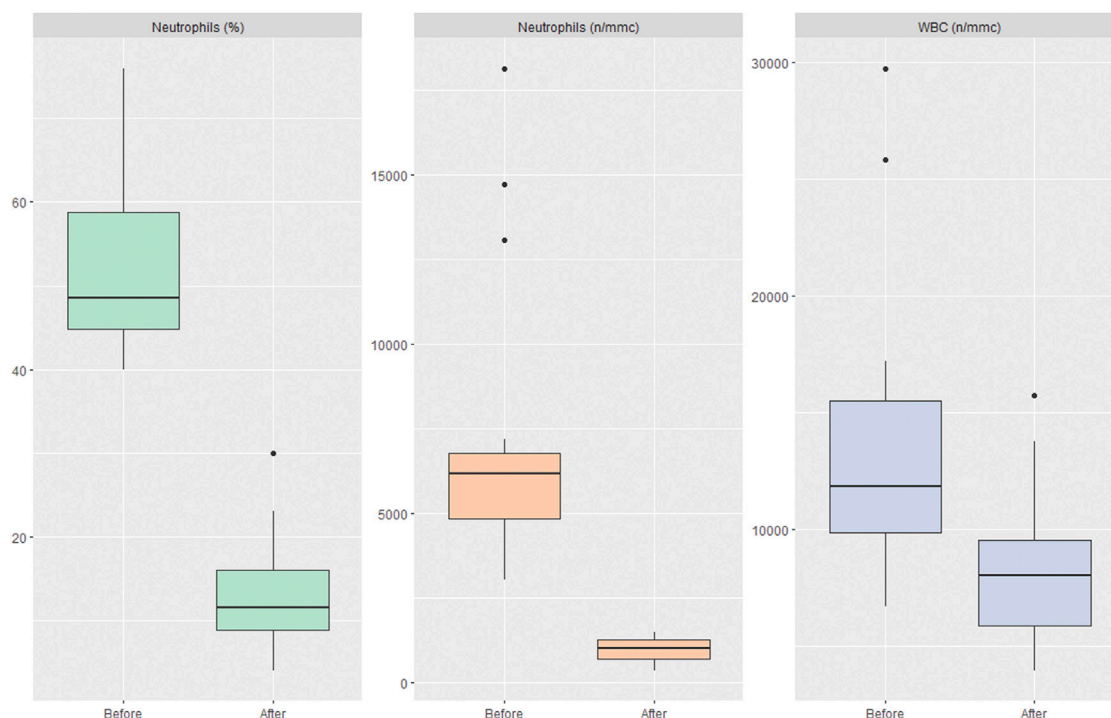 Neutrophils (%)
Neutrophils (n/mmc)
WBC (n/mmc)
60
40
20
15000
10000
5000
0
30000
20000
10000
Before
After
Before
After
Before
After